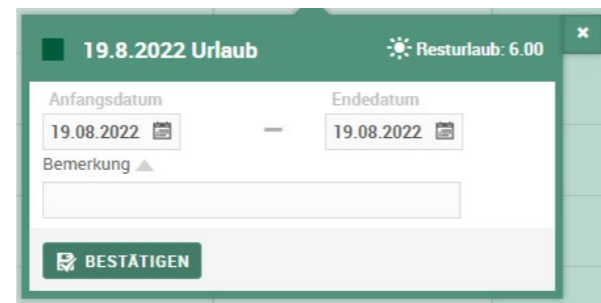 19.8.2022 Urlaub Resturlaub: 6.00
Anfangsdatum Endedatum
19.08.2022 – 19.08.2022
Bemerkung
BESTÄTIGEN